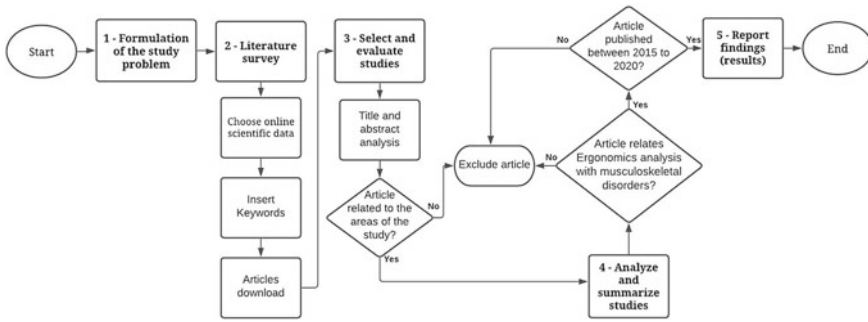 Start
1 - Formulation
of the study
problem
2 - Literature
survey
Choose online
scientific data
Insert
Keywords
Articles
download
3 - Select and
evaluate studies
Title and
abstract
analysis
Article
related to the
areas of the
study?
No
Yes
4 - Analyze
and
summarize
studies
Article relates
Ergonomics analysis
with musculoskeletal
disorders?
No
Exclude article
Yes
Article
published
between 2015 to
2020?
No
Yes
5 - Report
findings
(results)
End